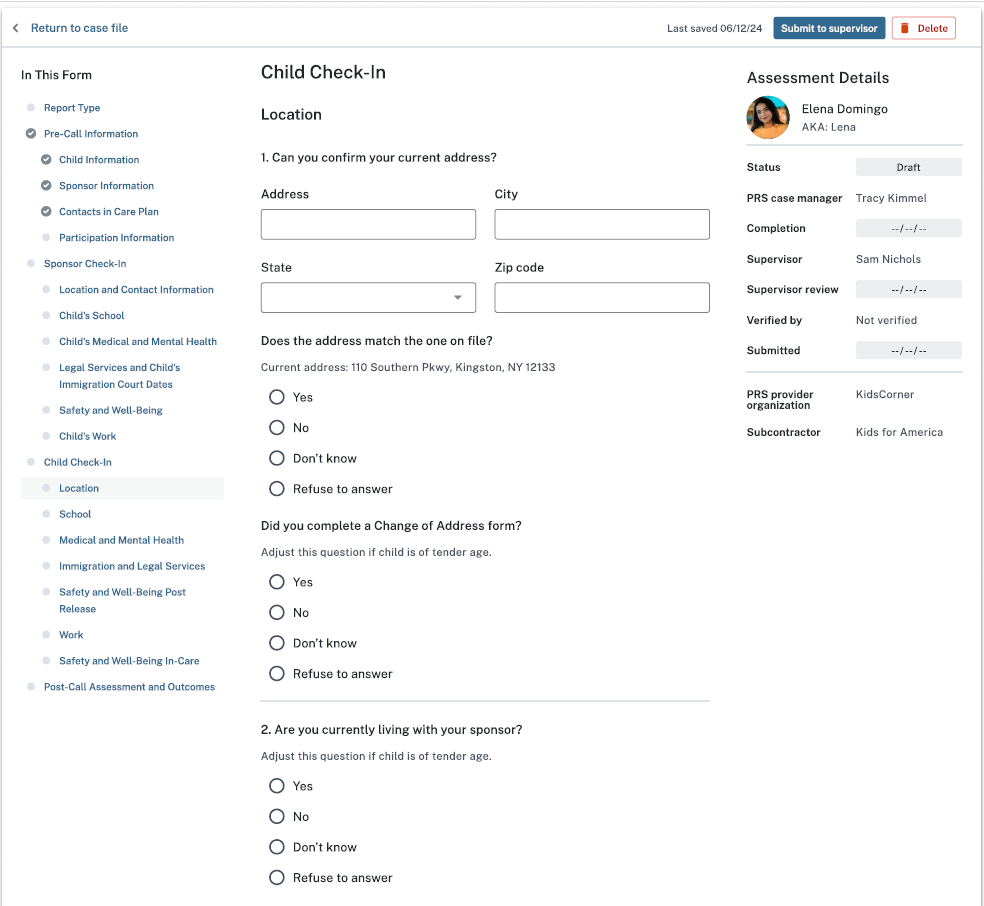 Return to case file
Last saved 06/12/24
Submit to supervisor
Delete
In This Form
Report Type
Pre-Call Information
Child Information
Sponsor Information
Contacts in Care Plan
Participation Information
Sponsor Check-In
Location and Contact Information
Child's School
Child's Medical and Mental Health
Legal Services and Child's
Immigration Court Dates
Safety and Well-Being
Child's Work
Child Check-In
Location
School
Medical and Mental Health
Immigration and Legal Services
Safety and Well-Being Post
Release
Work
Safety and Well-Being In-Care
Post-Call Assessment and Outcomes
Child Check-In
Location
1. Can you confirm your current address?
Address
City
State
Zip code
Does the address match the one on file?
Current address: 110 Southern Pkwy, Kingston, NY 12133
Yes
No
Don't know
Refuse to answer
Did you complete a Change of Address form?
Adjust this question if child is of tender age.
Yes
No
Don't know
Refuse to answer
2. Are you currently living with your sponsor?
Adjust this question if child is of tender age.
Yes
No
Don't know
Refuse to answer
Assessment Details
Elena Domingo
AKA: Lena
Status Draft
PRS case manager Tracy Kimmel
Completion --/--/--
Supervisor Sam Nichols
Supervisor review --/--/--
Verified by Not verified
Submitted --/--/--
PRS provider KidsCorner
organization
Subcontractor Kids for America